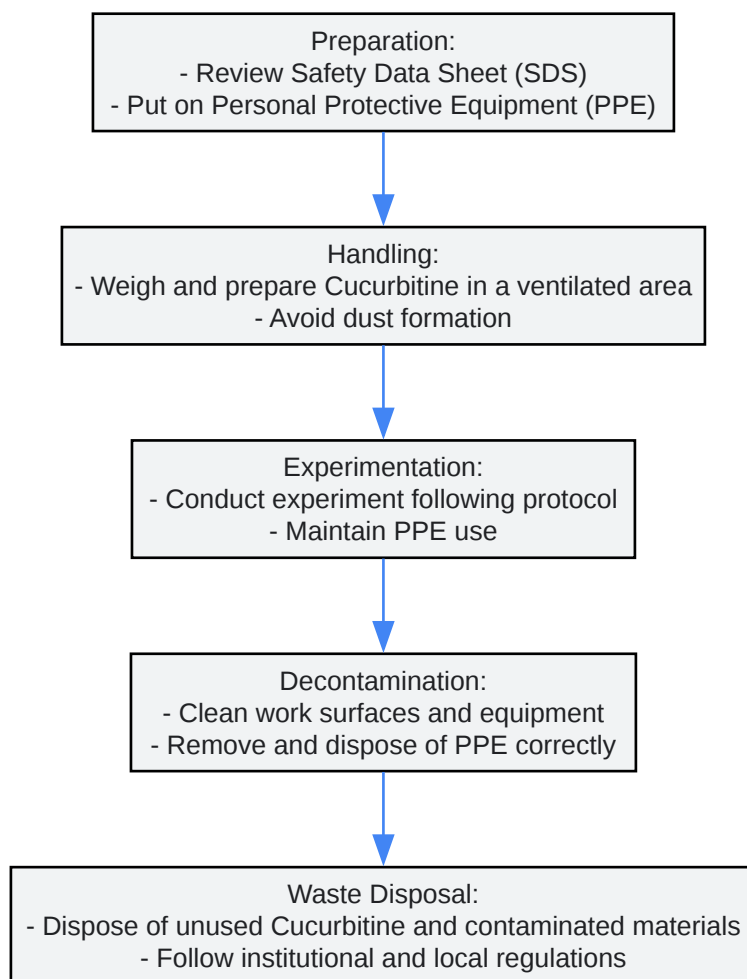 Preparation:
- Review Safety Data Sheet (SDS)
- Put on Personal Protective Equipment (PPE)
Handling:
- Weigh and prepare Cucurbitine in a ventilated area
- Avoid dust formation
Experimentation:
- Conduct experiment following protocol
- Maintain PPE use
Decontamination:
- Clean work surfaces and equipment
- Remove and dispose of PPE correctly
Waste Disposal:
- Dispose of unused Cucurbitine and contaminated materials
- Follow institutional and local regulations